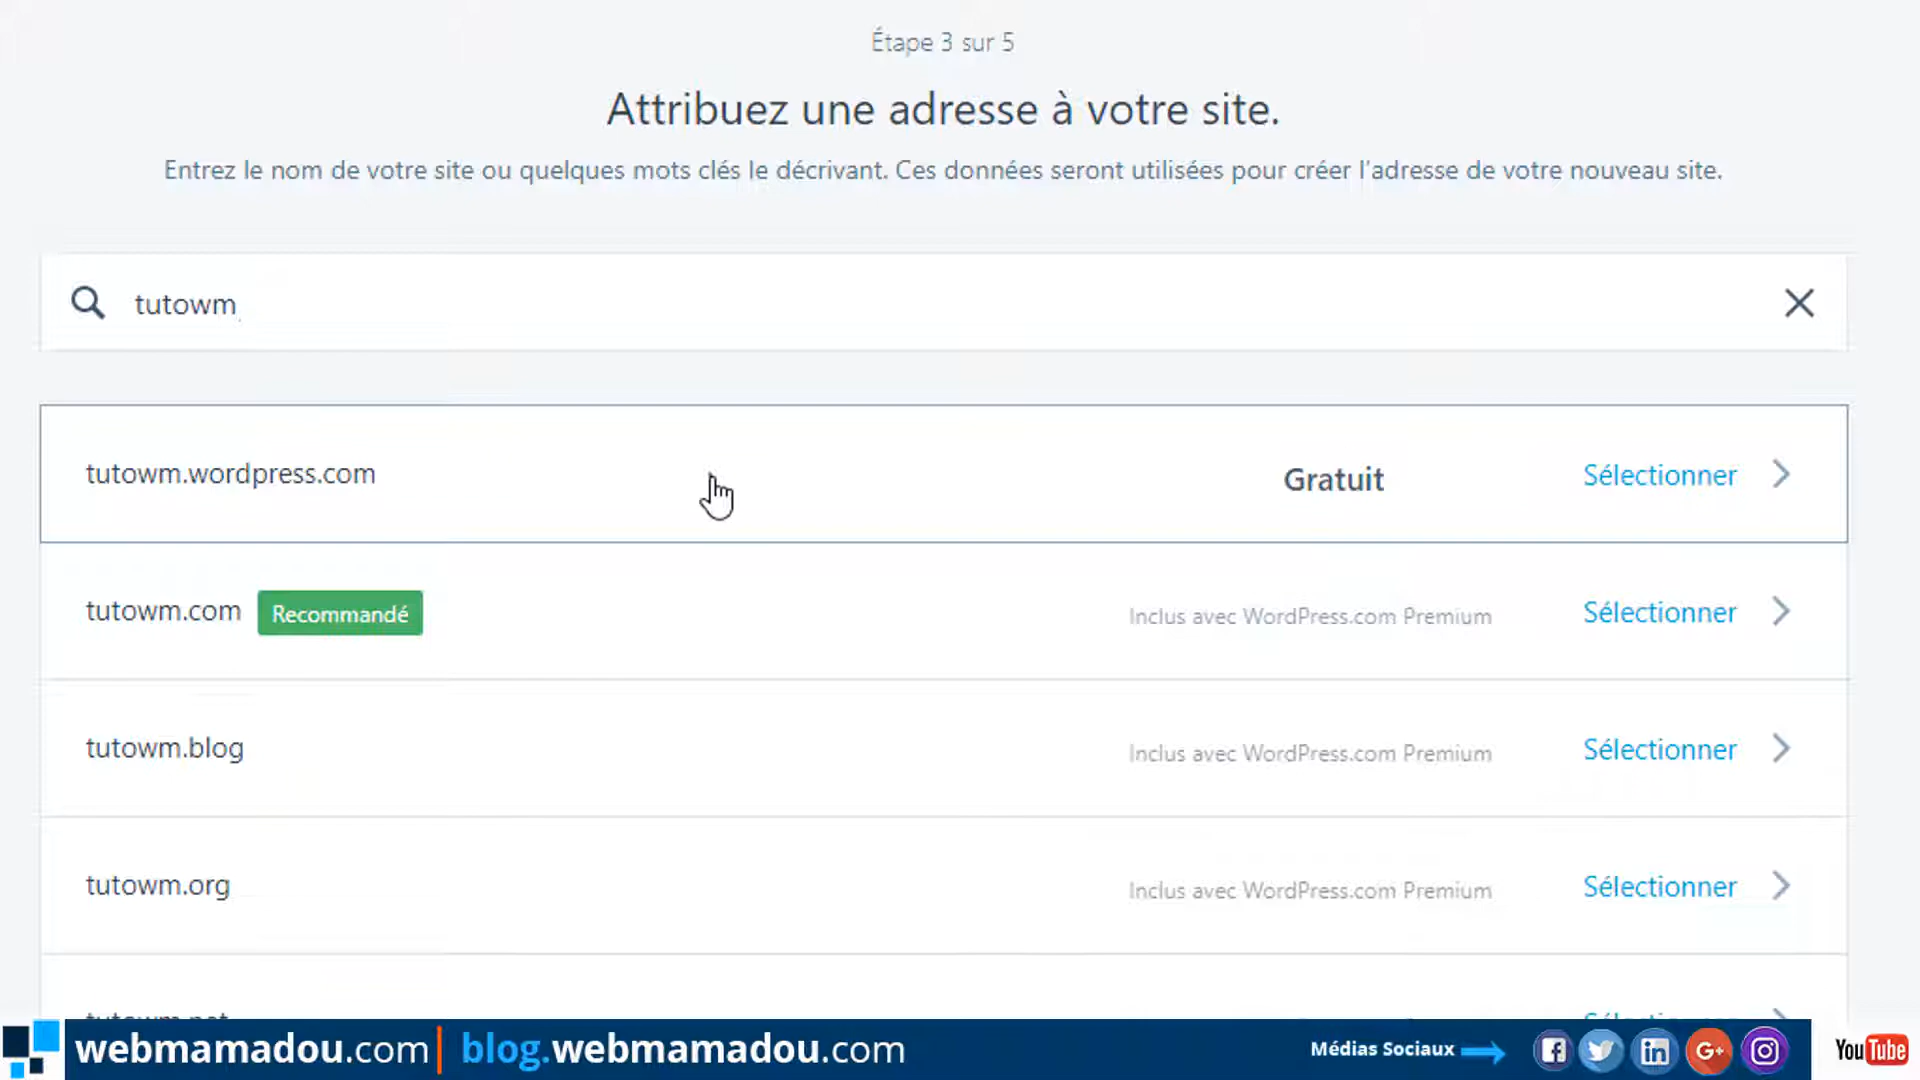 Étape 3 sur 5
Attribuez une adresse à votre site.
Entrez le nom de votre site ou quelques mots clés le décrivant. Ces données seront utilisées pour créer l'adresse de votre nouveau site.
tutowm
tutowm.wordpress.com Gratuit Sélectionner
tutowm.com Recommandé Inclus avec WordPress.com Premium Sélectionner
tutowm.blog Inclus avec WordPress.com Premium Sélectionner
tutowm.org Inclus avec WordPress.com Premium Sélectionner
webmamadou.com blog.webmamadou.com Médias Sociaux f in G+ YouTube